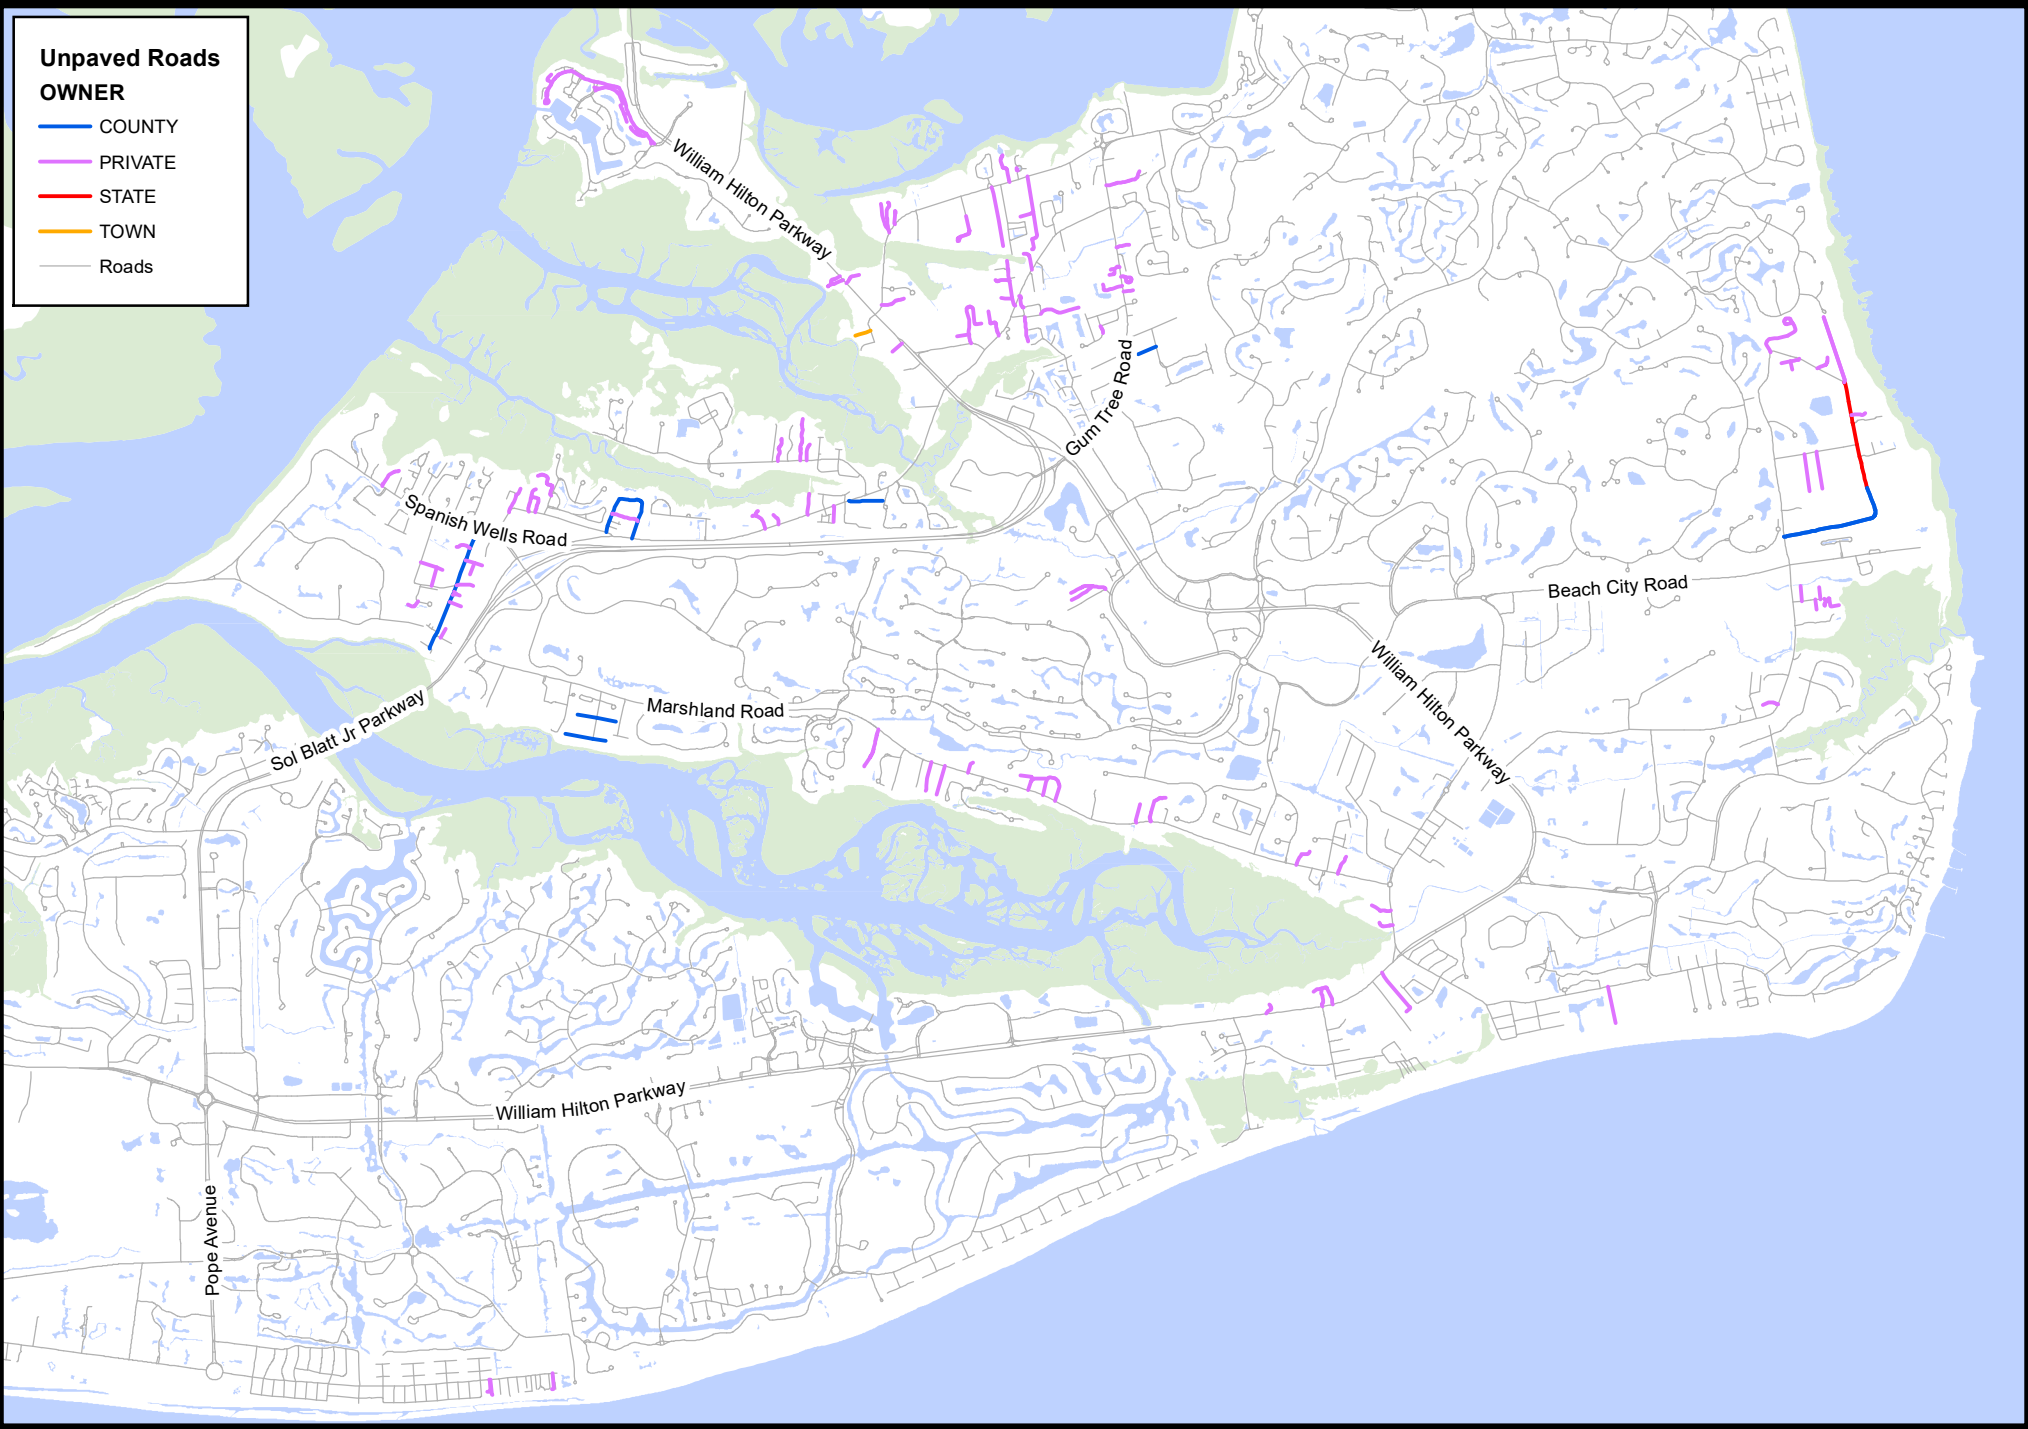 Unpaved Roads
OWNER
COUNTY
PRIVATE
STATE
TOWN
Roads
William Hilton Parkway
Gum Tree Road
Spanish Wells Road
Beach City Road
William Hilton Parkway
Marshland Road
Sol Blatt Jr Parkway
William Hilton Parkway
Pope Avenue